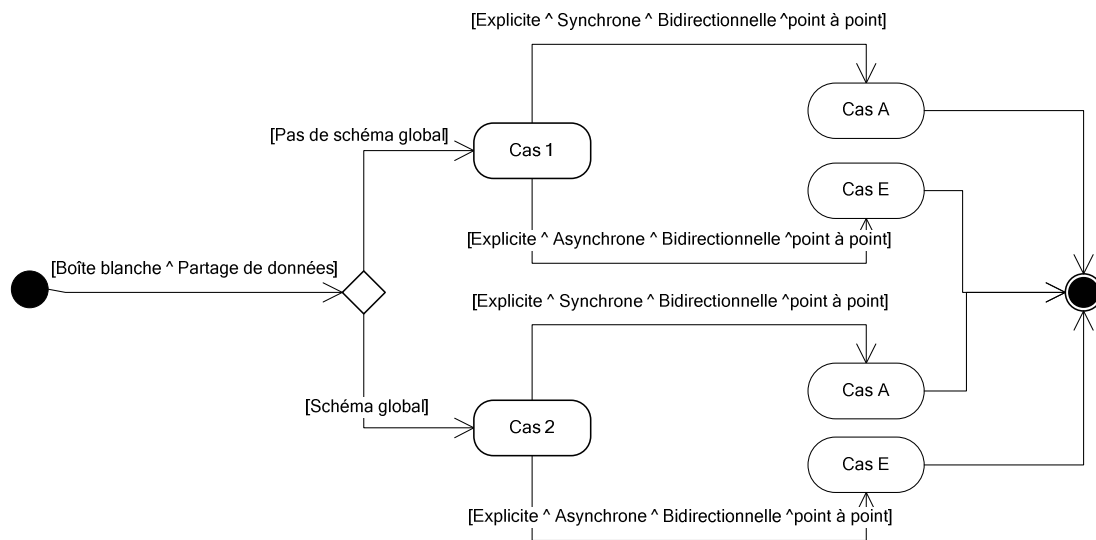 [Explicite ^ Synchrone ^ Bidirectionnelle ^point à point]
Cas A
[Pas de schéma global]
Cas 1
Cas E
[Explicite ^ Asynchrone ^ Bidirectionnelle ^point à point]
[Boîte blanche ^ Partage de données]
[Explicite ^ Synchrone ^ Bidirectionnelle ^point à point]
Cas A
[Schéma global]
Cas 2
Cas E
[Explicite ^ Asynchrone ^ Bidirectionnelle ^point à point]